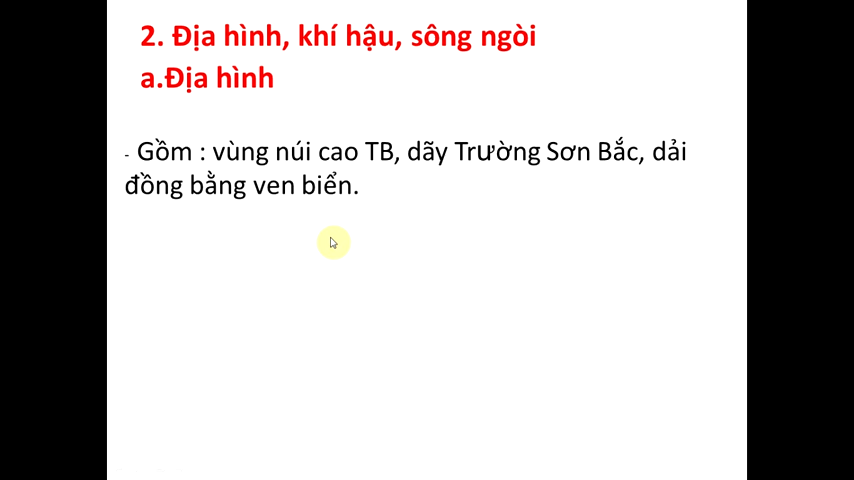 2. Địa hình, khí hậu, sông ngòi
a.Địa hình
- Gồm : vùng núi cao TB, dãy Trường Sơn Bắc, dải
đồng bằng ven biển.